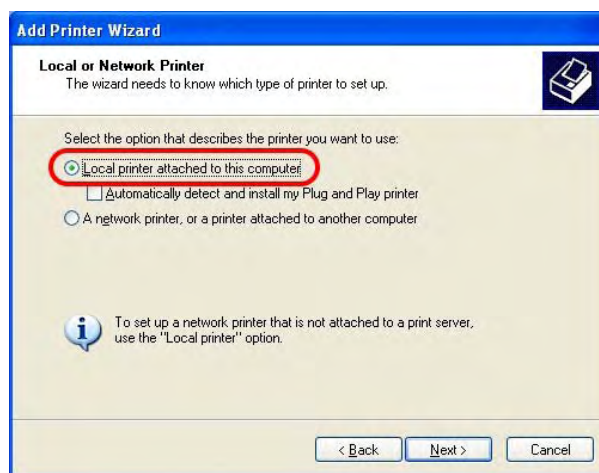 Add Printer Wizard
Local or Network Printer
The wizard needs to know which type of printer to set up.
Select the option that describes the printer you want to use:
Local printer attached to this computer
Automatically detect and install my Plug and Play printer
A network printer, or a printer attached to another computer
To set up a network printer that is not attached to a print server,
use the "Local printer" option.
< Back
Next >
Cancel